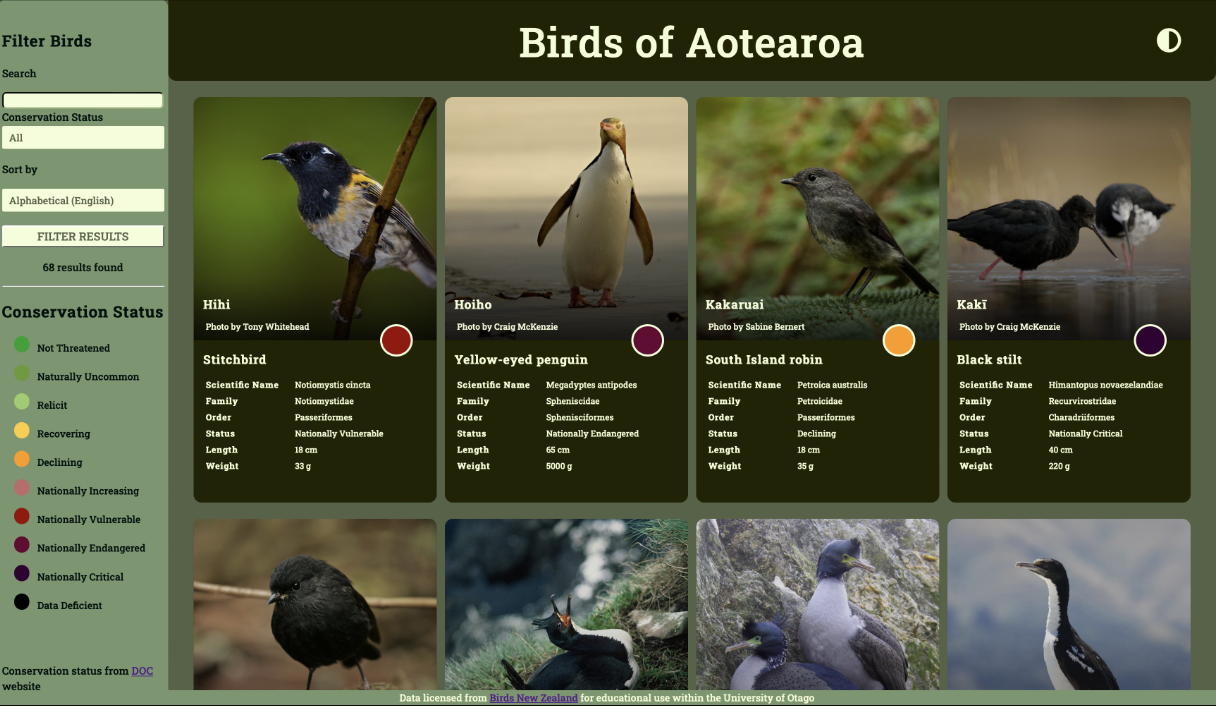 Filter Birds
Search
Conservation Status
All
Sort by
Alphabetical (English)
FILTER RESULTS
68 results found
Conservation Status
Not Threatened
Naturally Uncommon
Relicit
Recovering
Declining
Nationally Increasing
Nationally Vulnerable
Nationally Endangered
Nationally Critical
Data Deficient
Conservation status from DOC
website
Birds of Aotearoa
Hihi
Photo by Tony Whitehead
Stitchbird
Scientific Name Notiomystis cincta
Family Notiomystidae
Order Passeriformes
Status Nationally Vulnerable
Length 18 cm
Weight 33 g
Hoiho
Photo by Craig McKenzie
Yellow-eyed penguin
Scientific Name Megadyptes antipodes
Family Spheniscidae
Order Sphenisciformes
Status Nationally Endangered
Length 65 cm
Weight 5000 g
Kakaruai
Photo by Sabine Bernert
South Island robin
Scientific Name Petroica australis
Family Petroicidae
Order Passeriformes
Status Declining
Length 18 cm
Weight 35 g
Kakī
Photo by Craig McKenzie
Black stilt
Scientific Name Himantopus novaezelandiae
Family Recurvirostridae
Order Charadriiformes
Status Nationally Critical
Length 40 cm
Weight 220 g
Data licensed from Birds New Zealand for educational use within the University of Otago